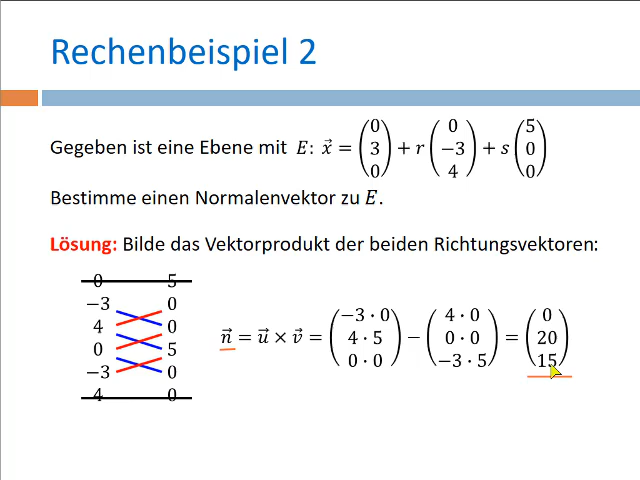 Rechenbeispiel 2
Gegeben ist eine Ebene mit E: x⃗ = (0 3 0) + r (0 −3 4) + s (5 0 0)
Bestimme einen Normalenvektor zu E.
Lösung: Bilde das Vektorprodukt der beiden Richtungsvektoren:
0 5
−3 0
4 0
0 5
−3 0
4 0
n⃗ = u⃗ × v⃗ = (−3 · 0 4 · 5 0 · 0) − (4 · 0 0 · 0 −3 · 5) = (0 20 15)